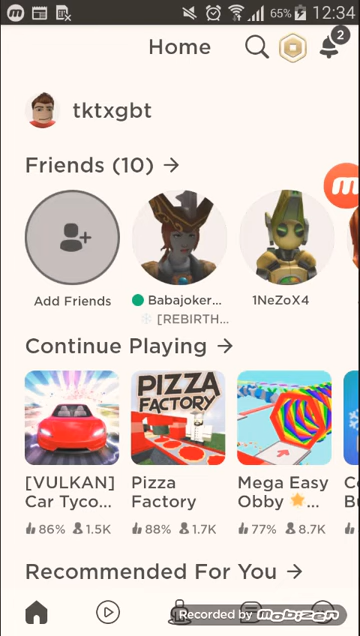 65% 12:34
Home
2
tktxgbt
Friends (10) →
Add Friends
Babajoker...
1NeZoX4
[REBIRTH...
Continue Playing →
PIZZA
FACTORY
[VULKAN]
Car Tyco...
Pizza
Factory
Mega Easy
Obby ⭐...
86% 1.5K
88% 1.7K
77% 8.7K
Recommended For You →
Recorded by mobizen